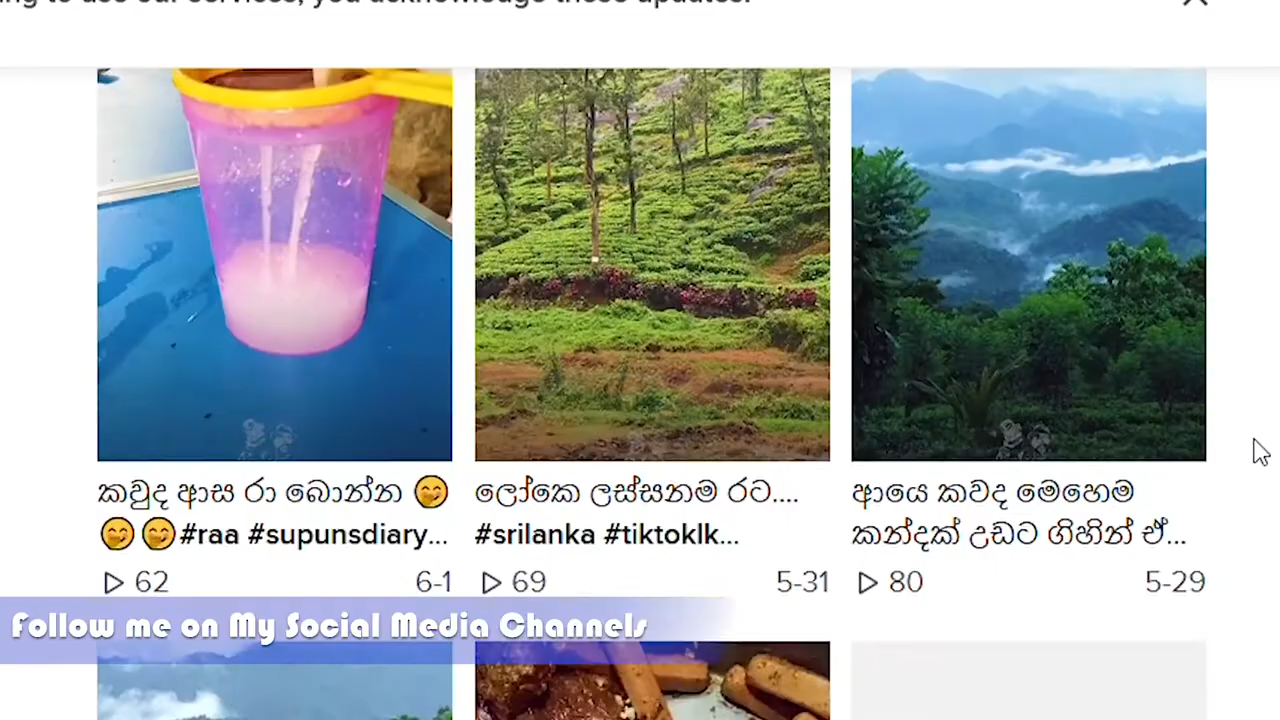 කවුද ආස රා බොන්න 🤭
🤭🤭#raa #supunsdiary...
62
6-1
ලෝකෙ ලස්සනම රට....
#srilanka #tiktoklk...
69
5-31
ආයෙ කවද මෙහෙම
කන්දක් උඩට ගිහින් ඒ...
80
5-29
Follow me on My Social Media Channels